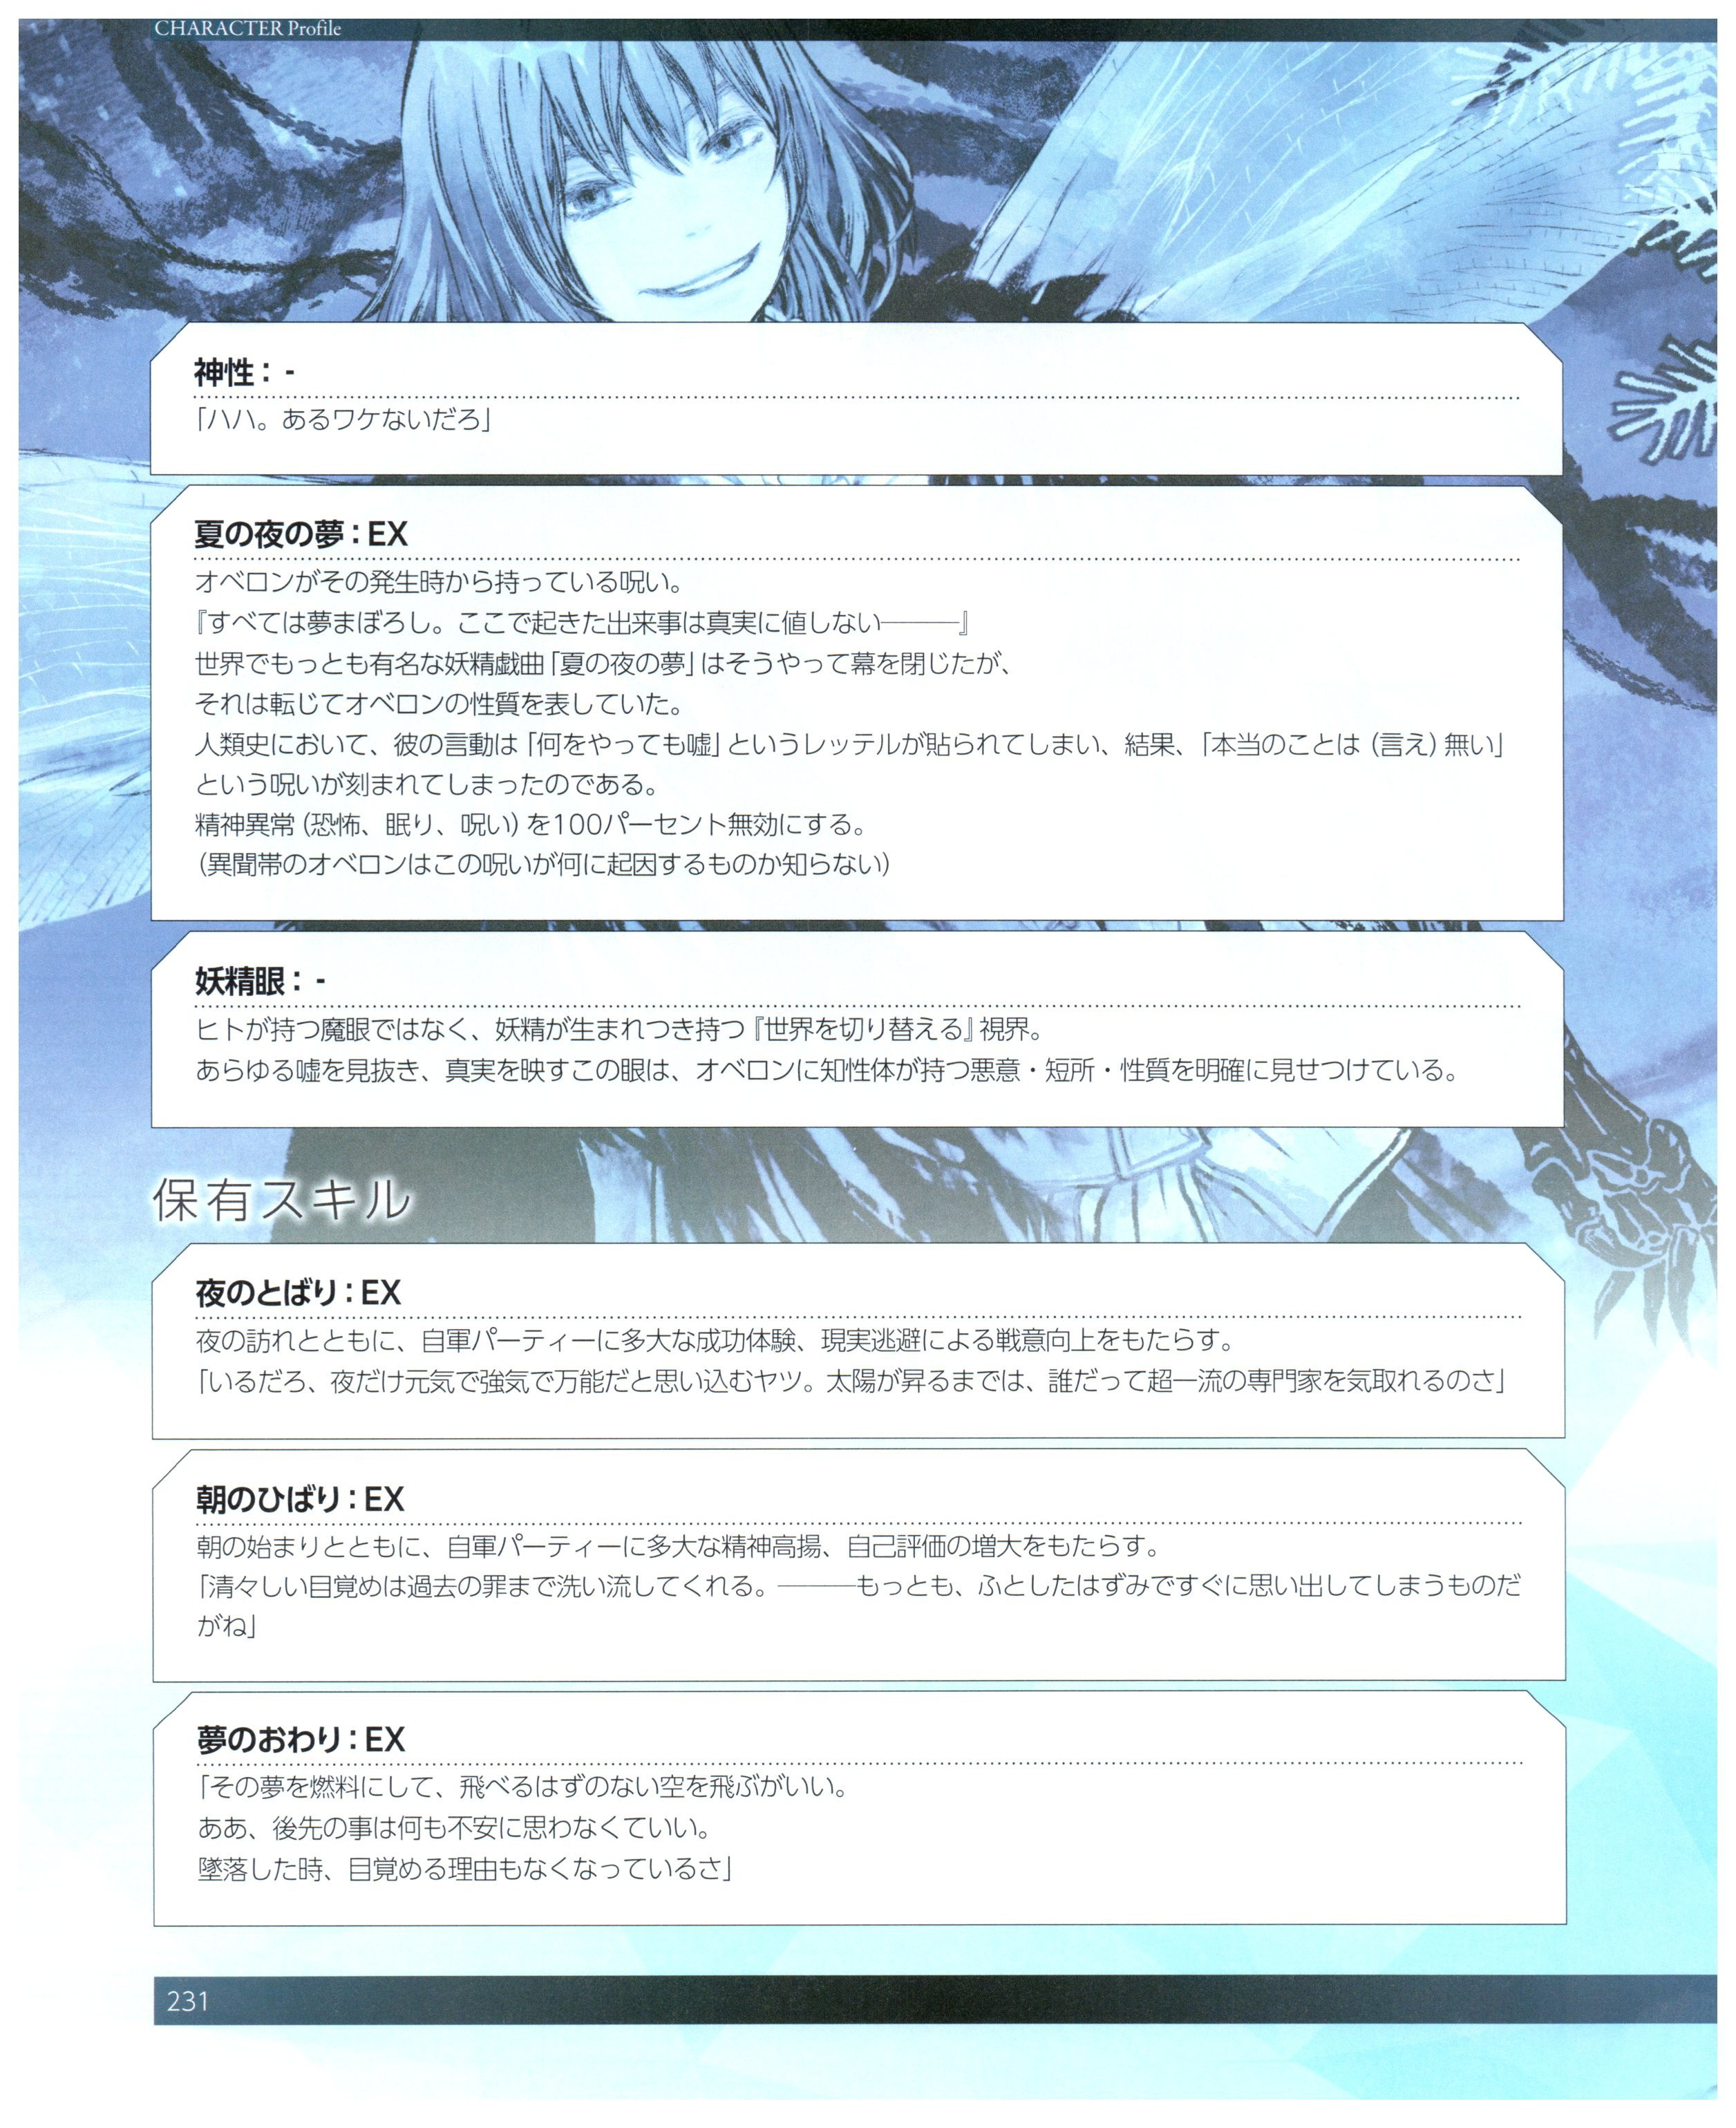 CHARACTER Profile
神性：-
「ハハ。あるワケないだろ」
夏の夜の夢：EX
オベロンがその発生時から持っている呪い。
『すべては夢まぼろし。ここで起きた出来事は真実に値しない―――』
世界でもっとも有名な妖精戯曲「夏の夜の夢」はそうやって幕を閉じたが、
それは転じてオベロンの性質を表していた。
人類史において、彼の言動は「何をやっても嘘」というレッテルが貼られてしまい、結果、「本当のことは（言え）無い」
という呪いが刻まれてしまったのである。
精神異常（恐怖、眠り、呪い）を100パーセント無効にする。
（異聞帯のオベロンはこの呪いが何に起因するものか知らない）
妖精眼：-
ヒトが持つ魔眼ではなく、妖精が生まれつき持つ『世界を切り替える』視界。
あらゆる嘘を見抜き、真実を映すこの眼は、オベロンに知性体が持つ悪意・短所・性質を明確に見せつけている。
保有スキル
夜のとばり：EX
夜の訪れとともに、自軍パーティーに多大な成功体験、現実逃避による戦意向上をもたらす。
「いるだろ、夜だけ元気で強気で万能だと思い込むヤツ。太陽が昇るまでは、誰だって超一流の専門家を気取れるのさ」
朝のひばり：EX
朝の始まりとともに、自軍パーティーに多大な精神高揚、自己評価の増大をもたらす。
「清々しい目覚めは過去の罪まで洗い流してくれる。―――もっとも、ふとしたはずみですぐに思い出してしまうものだ
がね」
夢のおわり：EX
「その夢を燃料にして、飛べるはずのない空を飛ぶがいい。
ああ、後先の事は何も不安に思わなくていい。
墜落した時、目覚める理由もなくなっているさ」
231